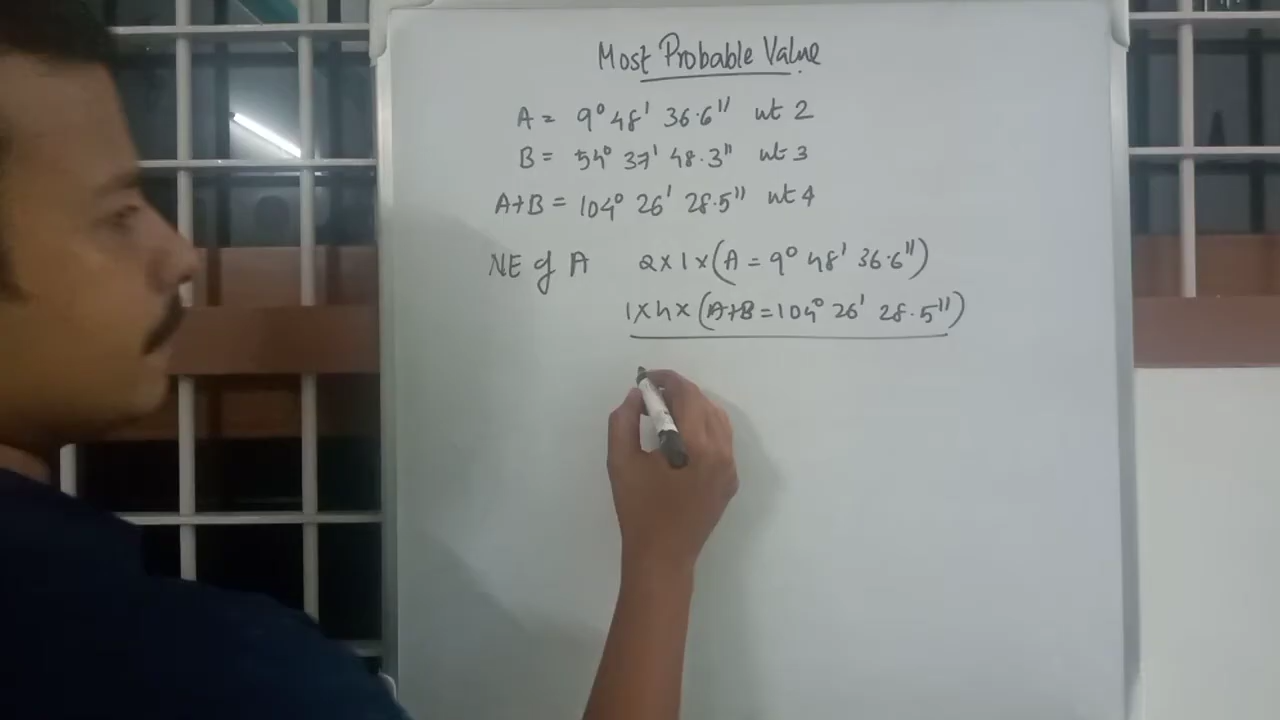 Most Probable Value
A = 9° 48' 36.6" wt 2
B = 54° 37' 48.3" wt 3
A+B = 104° 26' 28.5" wt 4
NE of A 2 x 1 x (A = 9° 48' 36.6")
1 x 4 x (A+B = 104° 26' 28.5")